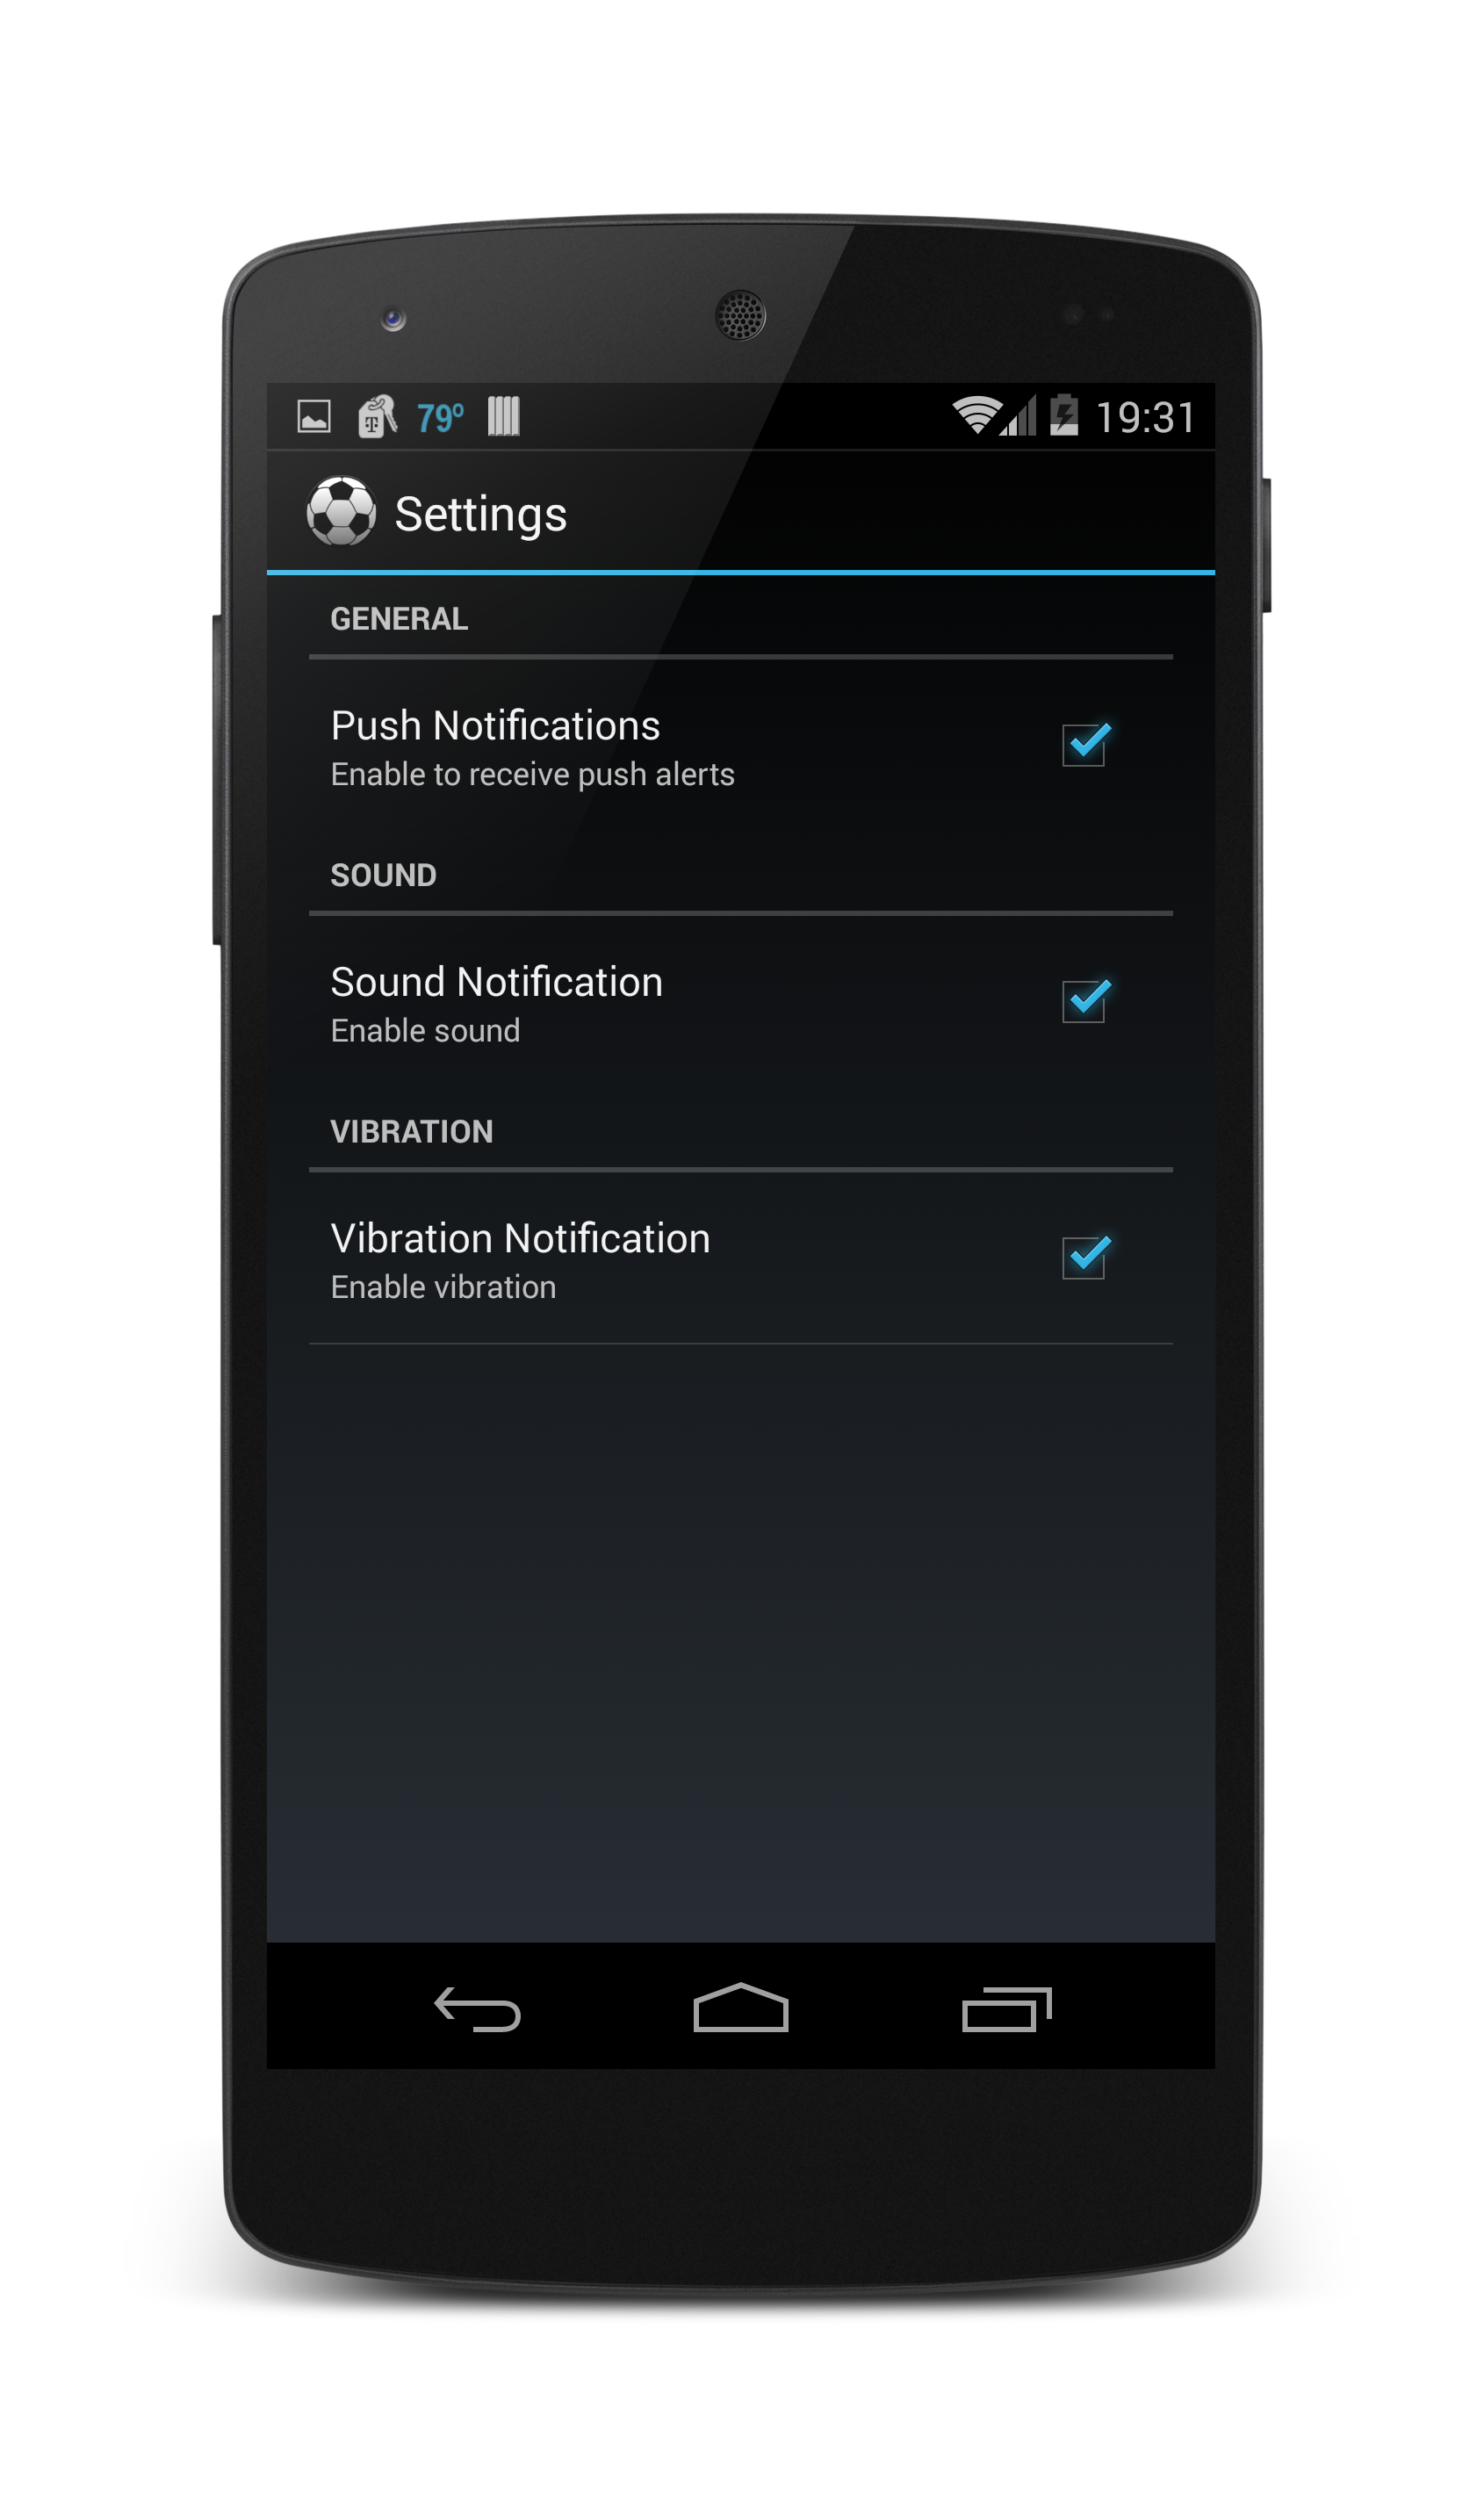 79º 19:31
Settings
GENERAL
Push Notifications
Enable to receive push alerts
SOUND
Sound Notification
Enable sound
VIBRATION
Vibration Notification
Enable vibration